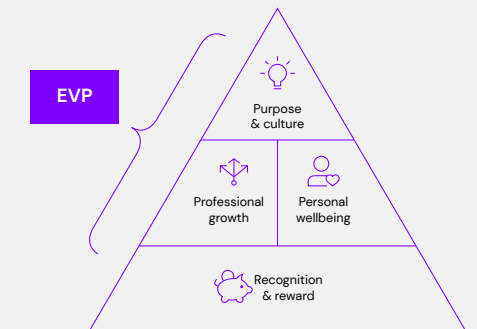 EVP
Purpose
& culture
Professional
growth
Personal
wellbeing
Recognition
& reward